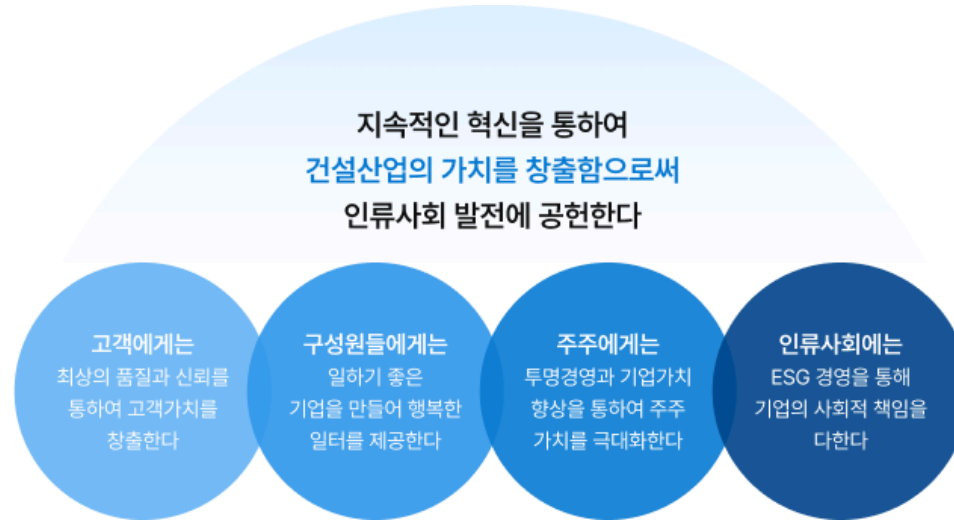 지속적인 혁신을 통하여
건설산업의 가치를 창출함으로써
인류사회 발전에 공헌한다
고객에게는
최상의 품질과 신뢰를
통하여 고객가치를
창출한다
구성원들에게는
일하기 좋은
기업을 만들어 행복한
일터를 제공한다
주주에게는
투명경영과 기업가치
향상을 통하여 주주
가치를 극대화한다
인류사회에는
ESG 경영을 통해
기업의 사회적 책임을
다한다